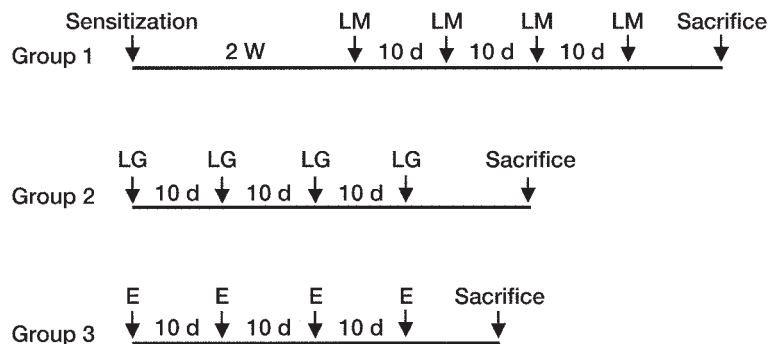 Sensitization LM LM LM LM Sacrifice
Group 1 2 W 10 d 10 d 10 d
LG LG LG LG Sacrifice
Group 2 10 d 10 d 10 d
E E E E Sacrifice
Group 3 10 d 10 d 10 d